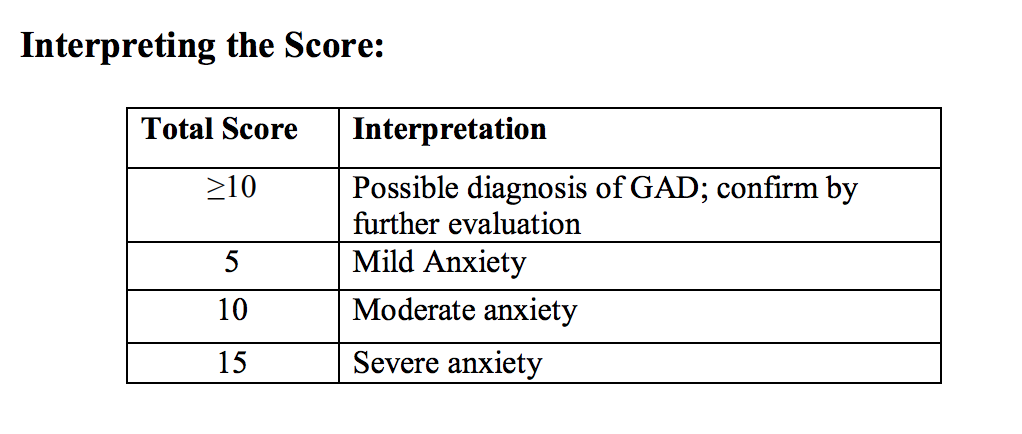 Interpreting the Score:
Total Score Interpretation
≥10 Possible diagnosis of GAD; confirm by
further evaluation
5 Mild Anxiety
10 Moderate anxiety
15 Severe anxiety